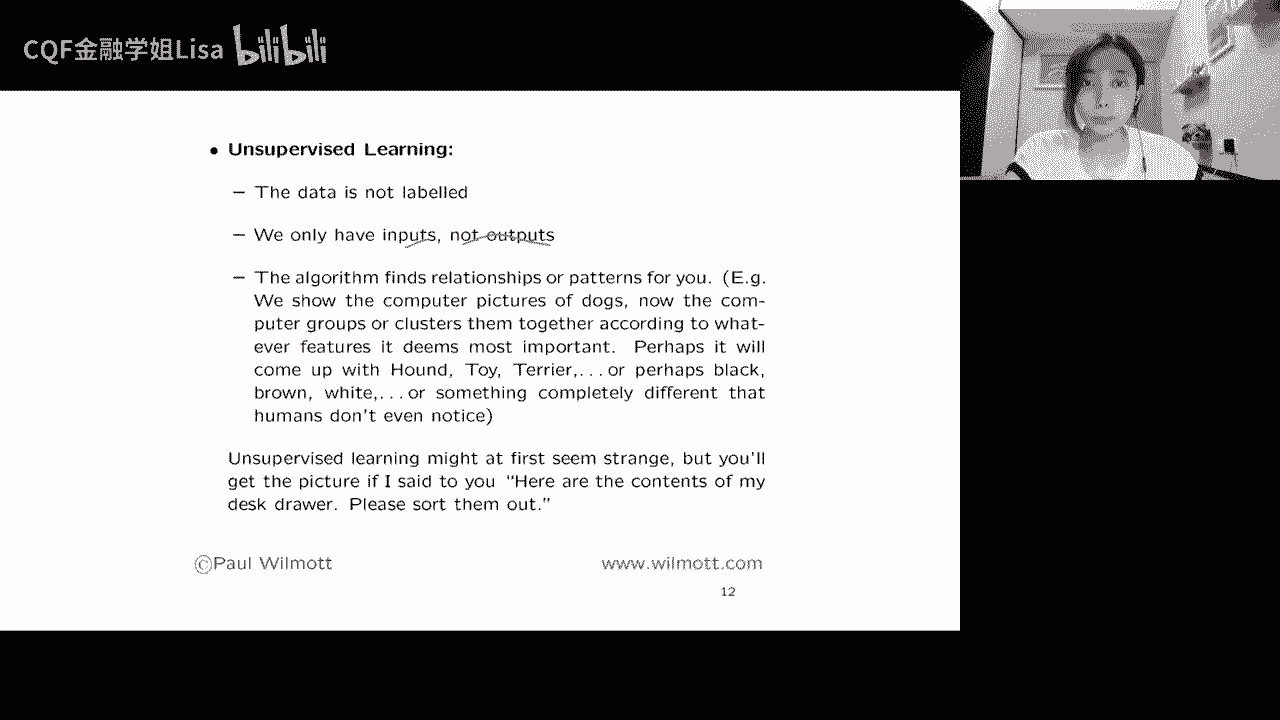 CQF金融学姐Lisa bilibili
• Unsupervised Learning:
– The data is not labelled
– We only have inputs, not outputs
– The algorithm finds relationships or patterns for you. (E.g.
We show the computer pictures of dogs, now the com-
puter groups or clusters them together according to what-
ever features it deems most important. Perhaps it will
come up with Hound, Toy, Terrier,...or perhaps black,
brown, white,...or something completely different that
humans don't even notice)
Unsupervised learning might at first seem strange, but you'll
get the picture if I said to you "Here are the contents of my
desk drawer. Please sort them out."
©Paul Wilmott www.wilmott.com
12